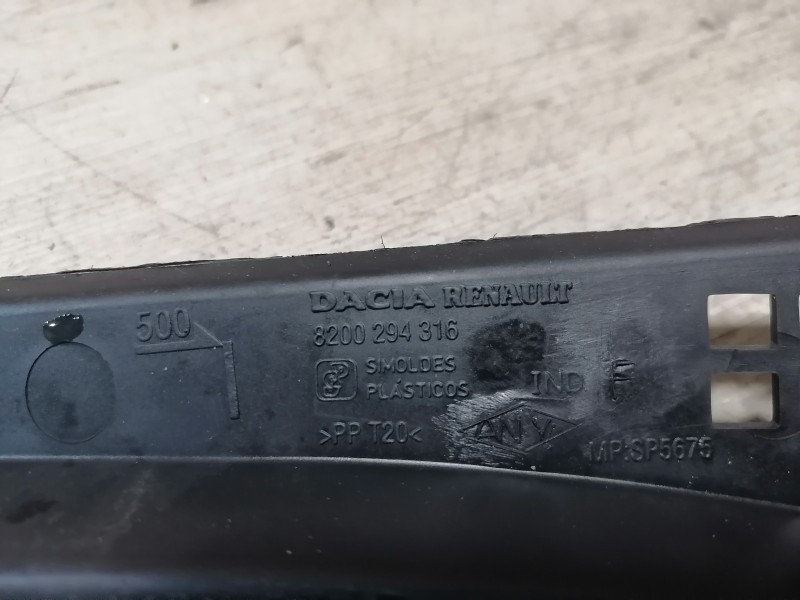 500
DACIA RENAULT
8200 294 316
SIMOLDES
PLÁSTICOS
IND
>PP T20<
MP:SP5675